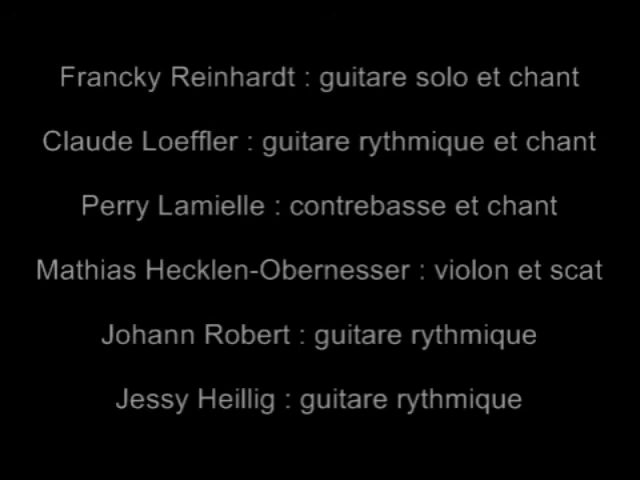 Francky Reinhardt : guitare solo et chant
Claude Loeffler : guitare rythmique et chant
Perry Lamielle : contrebasse et chant
Mathias Hecklen-Obernesser : violon et scat
Johann Robert : guitare rythmique
Jessy Heillig : guitare rythmique